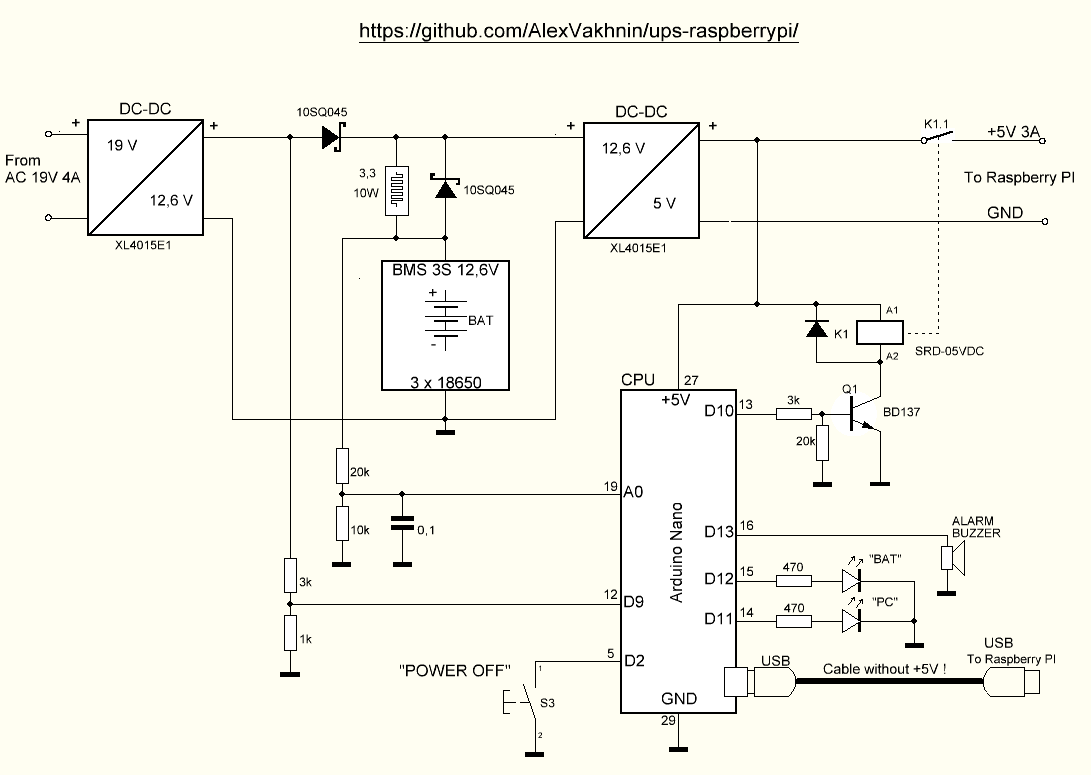 https://github.com/AlexVakhnin/ups-raspberrypi/
DC-DC
+
19 V
12,6 V
+
XL4015E1
From
AC 19V 4A
10SQ045
3,3
10W
10SQ045
DC-DC
+
12,6 V
5 V
+
XL4015E1
K1.1
+5V 3A
To Raspberry PI
GND
BMS 3S 12,6V
+
BAT
-
3 x 18650
A1
K1
SRD-05VDC
A2
CPU
27
+5V
D10
13
3k
Q1
BD137
20k
20k
19
A0
10k
0,1
Arduino Nano
D13
16
ALARM
BUZZER
D12
15
470
"BAT"
3k
12
D9
D11
14
470
"PC"
1k
5
D2
"POWER OFF"
1
S3
2
USB
Cable without +5V !
USB
To Raspberry PI
GND
29